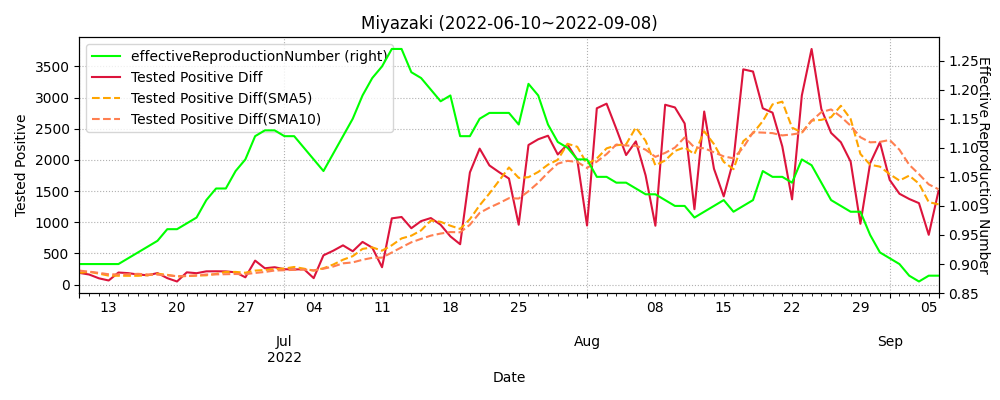 Miyazaki (2022-06-10~2022-09-08)
effectiveReproductionNumber (right)
Tested Positive Diff
Tested Positive Diff(SMA5)
Tested Positive Diff(SMA10)
Tested Positive
3500
3000
2500
2000
1500
1000
500
0
1.25
1.20
1.15
1.10
1.05
1.00
0.95
0.90
0.85
Effective Reproduction Number
13 20 27 04 11 18 25 08 15 22 29 05
Jul Aug Sep
2022
Date